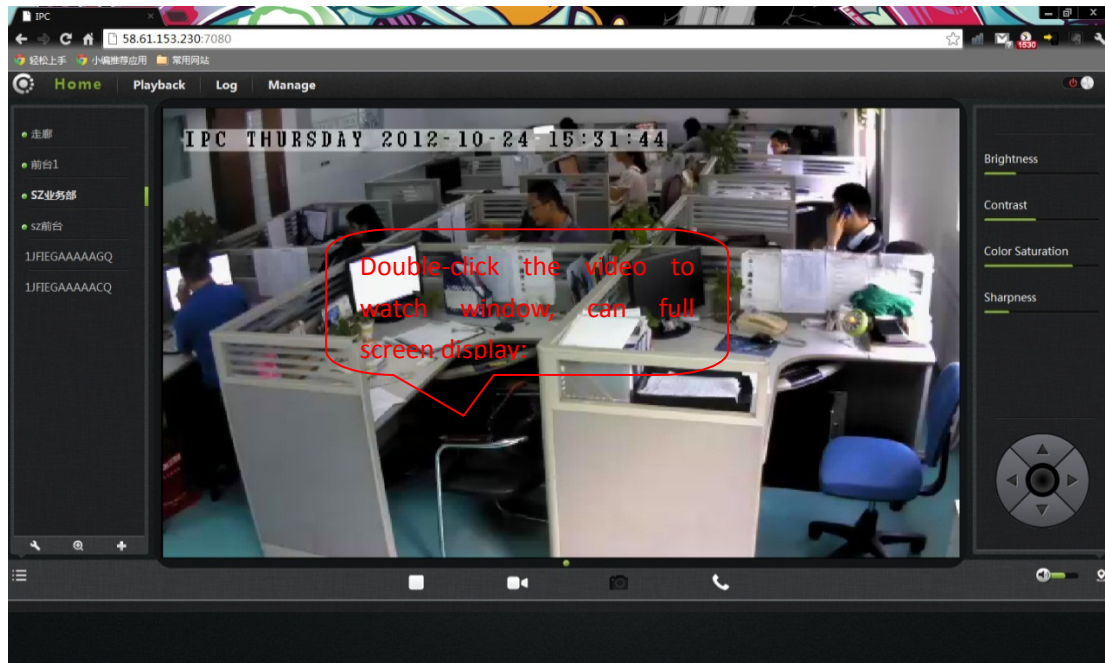 IPC
58.61.153.230:7080
1530
轻松上手 小编推荐应用 常用网站
Home Playback Log Manage
走廊
前台1
SZ业务部
sz前台
1JFIEGAAAAAGQ
1JFIEGAAAAACQ
IPC THURSDAY 2012-10-24 15:31:44
Double-click the video to
watch window, can full
screen display:
Brightness
Contrast
Color Saturation
Sharpness